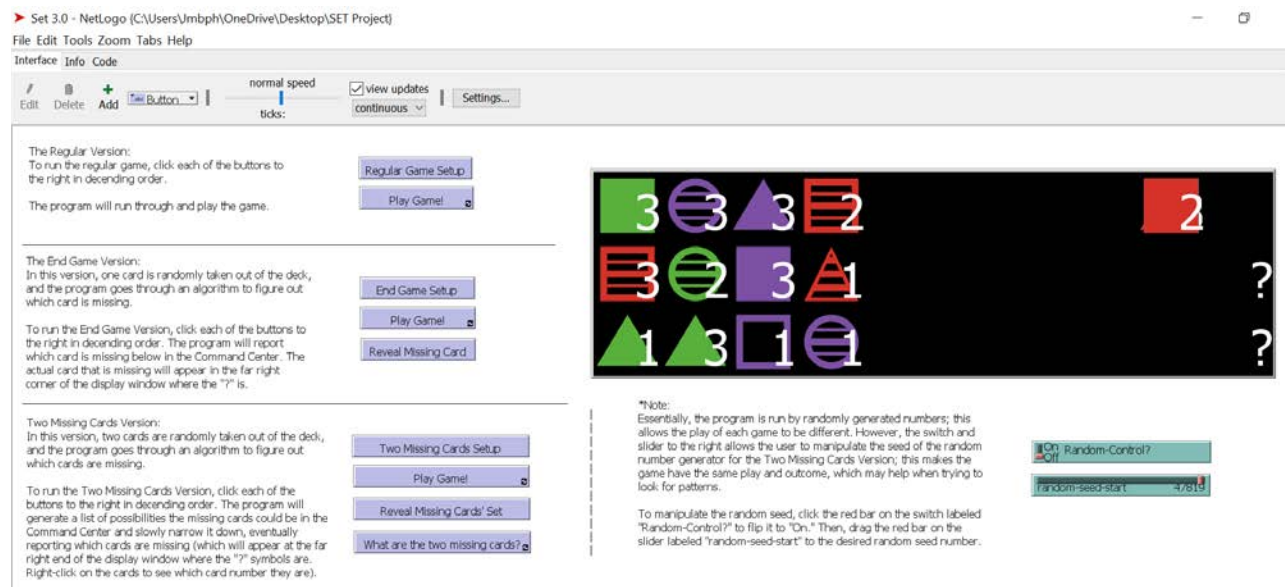 Set 3.0 - NetLogo {C:\Users\Jmbph\OneDrive\Desktop\SET Project}
File Edit Tools Zoom Tabs Help
Interface Info Code
Edit Delete Add Button
normal speed
ticks:
view updates
continuous
Settings...
The Regular Version:
To run the regular game, click each of the buttons to
the right in decending order.
The program will run through and play the game.
Regular Game Setup
Play Game!
The End Game Version:
In this version, one card is randomly taken out of the deck,
and the program goes through an algorithm to figure out
which card is missing.
To run the End Game Version, click each of the buttons to
the right in decending order. The program will report
which card is missing below in the Command Center. The
actual card that is missing will appear in the far right
corner of the display window where the "?" is.
End Game Setup
Play Game!
Reveal Missing Card
Two Missing Cards Version:
In this version, two cards are randomly taken out of the deck,
and the program goes through an algorithm to figure out
which cards are missing.
To run the Two Missing Cards Version, click each of the
buttons to the right in decending order. The program will
generate a list of possibilities the missing cards could be in the
Command Center and slowly narrow it down, eventually
reporting which cards are missing (which will appear at the far
right end of the display window where the "?" symbols are.
Right-click on the cards to see which card number they are).
Two Missing Cards Setup
Play Game!
Reveal Missing Cards' Set
What are the two missing cards?
3 3 3 2 2
3 2 3 1 ?
1 3 1 1 ?
*Note:
Essentially, the program is run by randomly generated numbers; this
allows the play of each game to be different. However, the switch and
slider to the right allows the user to manipulate the seed of the random
number generator for the Two Missing Cards Version; this makes the
game have the same play and outcome, which may help when trying to
look for patterns.
To manipulate the random seed, click the red bar on the switch labeled
"Random-Control?" to flip it to "On." Then, drag the red bar on the
slider labeled "random-seed-start" to the desired random seed number.
On
Off
Random-Control?
random-seed-start 47819